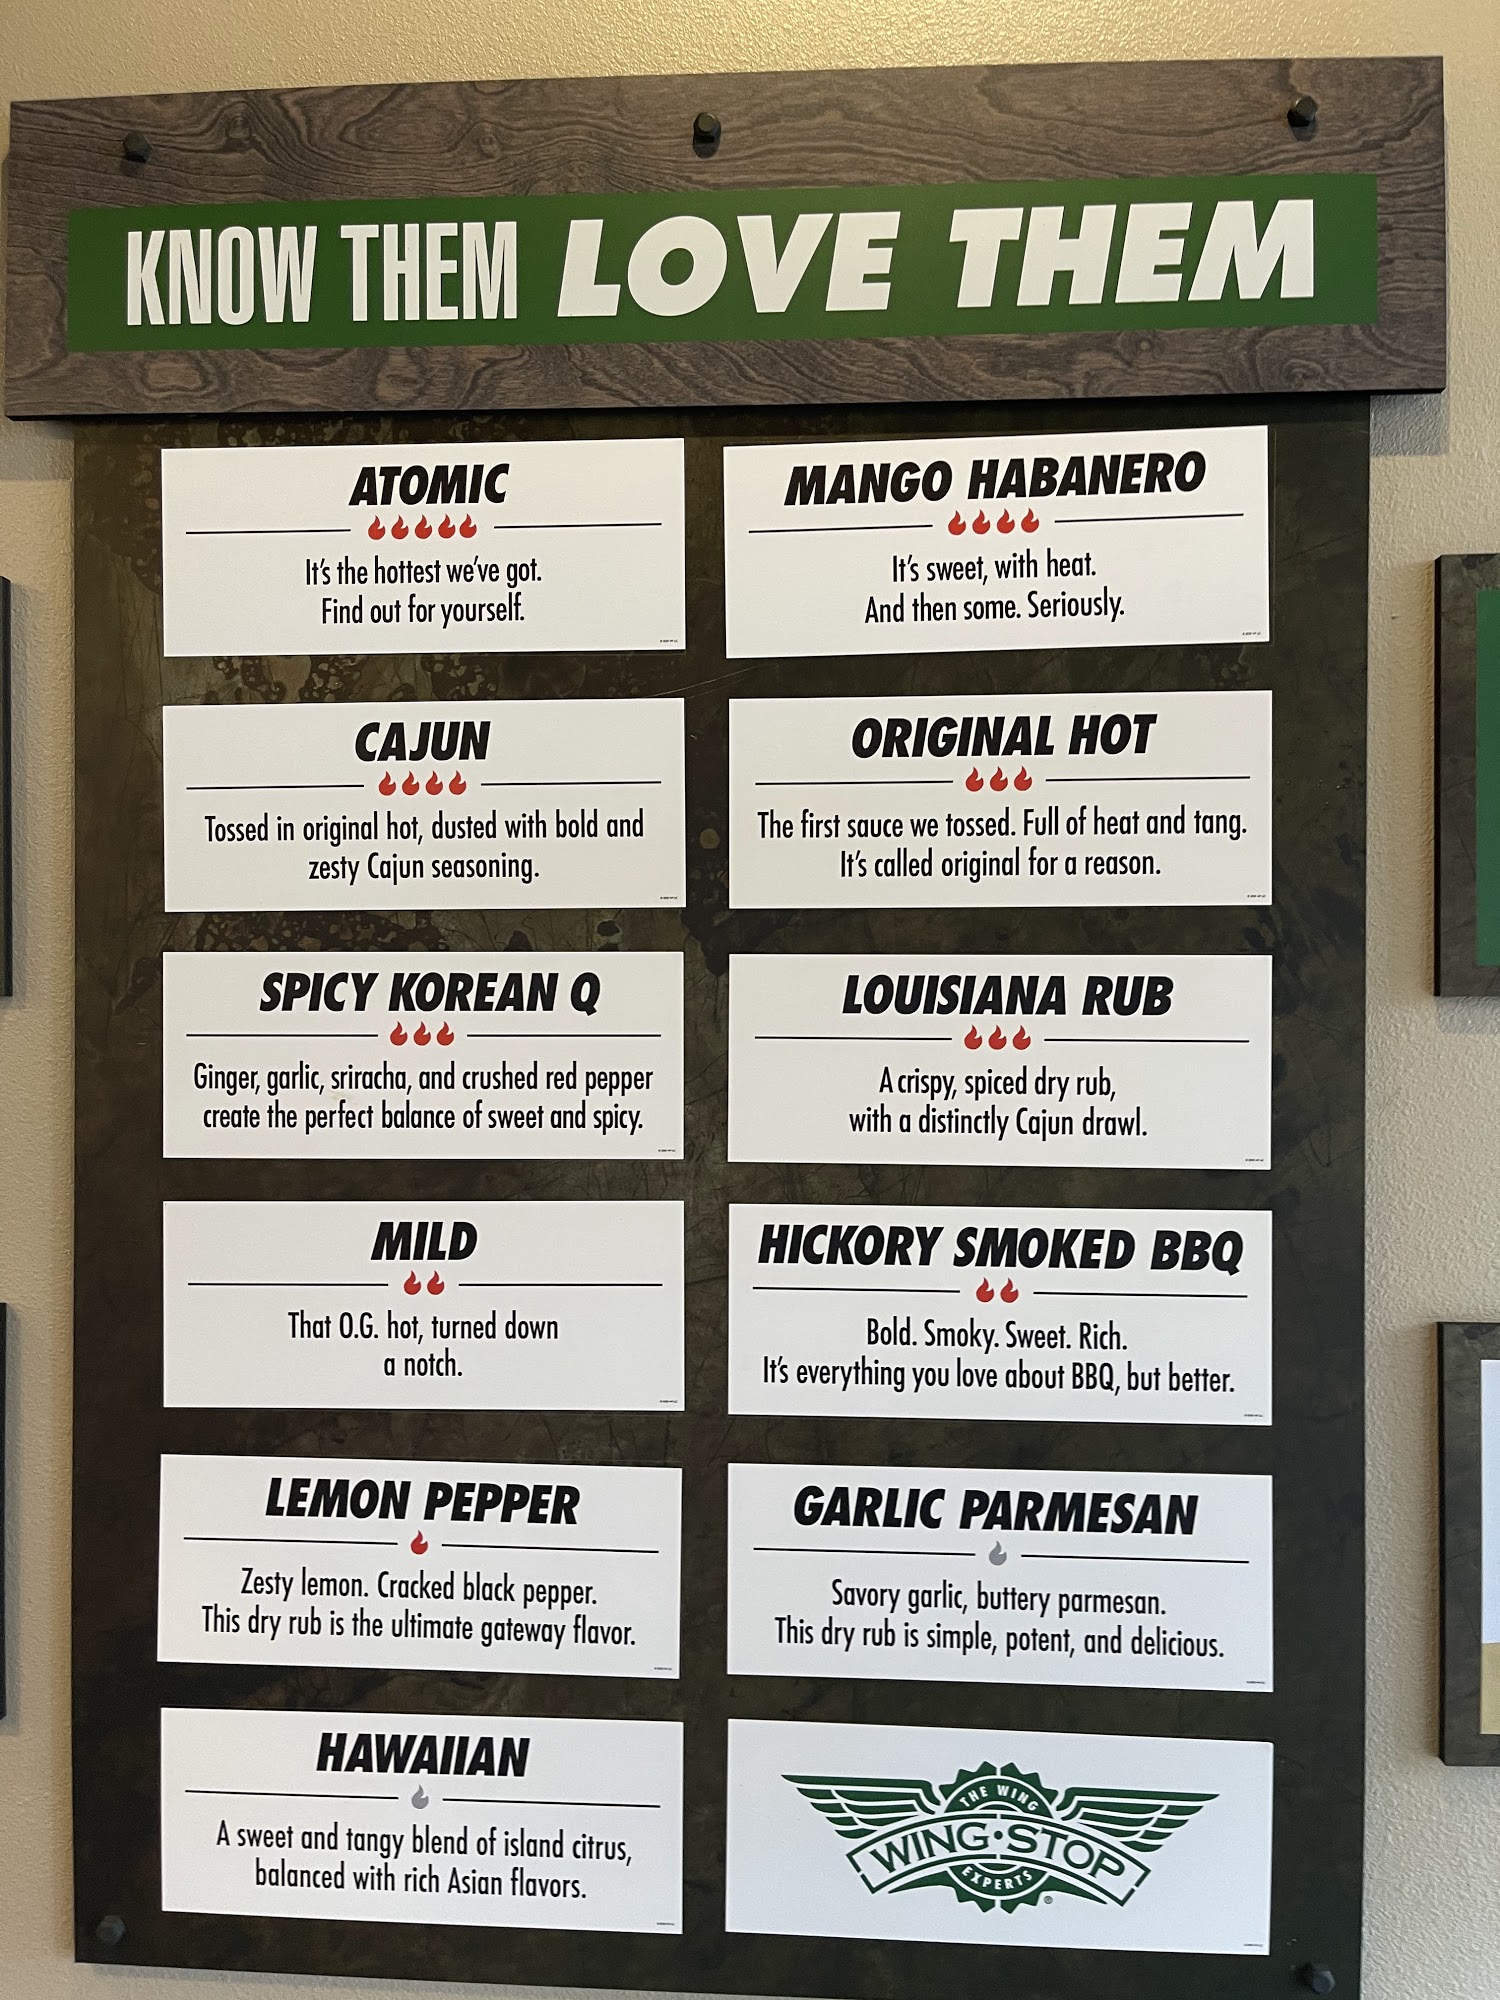 KNOW THEM LOVE THEM
ATOMIC
It's the hottest we've got.
Find out for yourself.
MANGO HABANERO
It's sweet, with heat.
And then some. Seriously.
CAJUN
Tossed in original hot, dusted with bold and
zesty Cajun seasoning.
ORIGINAL HOT
The first sauce we tossed. Full of heat and tang.
It's called original for a reason.
SPICY KOREAN Q
Ginger, garlic, sriracha, and crushed red pepper
create the perfect balance of sweet and spicy.
LOUISIANA RUB
A crispy, spiced dry rub,
with a distinctly Cajun drawl.
MILD
That O.G. hot, turned down
a notch.
HICKORY SMOKED BBQ
Bold. Smoky. Sweet. Rich.
It's everything you love about BBQ, but better.
LEMON PEPPER
Zesty lemon. Cracked black pepper.
This dry rub is the ultimate gateway flavor.
GARLIC PARMESAN
Savory garlic, buttery parmesan.
This dry rub is simple, potent, and delicious.
HAWAIIAN
A sweet and tangy blend of island citrus,
balanced with rich Asian flavors.
THE WING
WING·STOP
EXPERTS
®